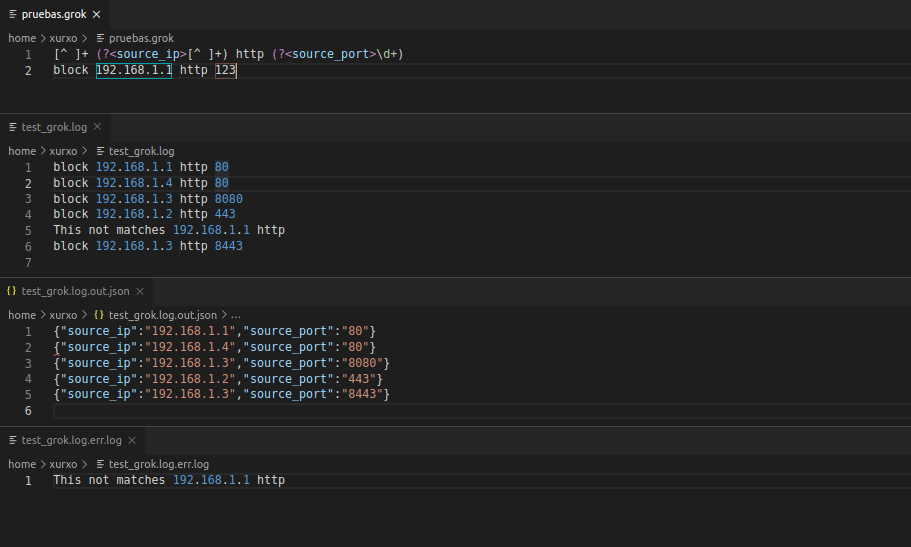 pruebas.grok
home > xurxo > pruebas.grok
1 [^ ]+ (?<source_ip>[^ ]+) http (?<source_port>\d+)
2 block 192.168.1.1 http 123
test_grok.log
home > xurxo > test_grok.log
1 block 192.168.1.1 http 80
2 block 192.168.1.4 http 80
3 block 192.168.1.3 http 8080
4 block 192.168.1.2 http 443
5 This not matches 192.168.1.1 http
6 block 192.168.1.3 http 8443
7
{} test_grok.log.out.json
home > xurxo > {} test_grok.log.out.json > ...
1 {"source_ip":"192.168.1.1","source_port":"80"}
2 {"source_ip":"192.168.1.4","source_port":"80"}
3 {"source_ip":"192.168.1.3","source_port":"8080"}
4 {"source_ip":"192.168.1.2","source_port":"443"}
5 {"source_ip":"192.168.1.3","source_port":"8443"}
6
test_grok.log.err.log
home > xurxo > test_grok.log.err.log
1 This not matches 192.168.1.1 http